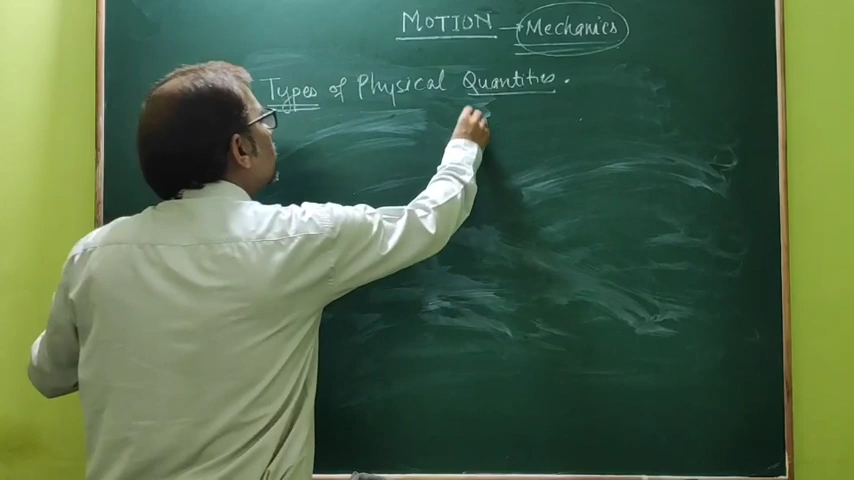 MOTION → Mechanics
Types of Physical Quantities.